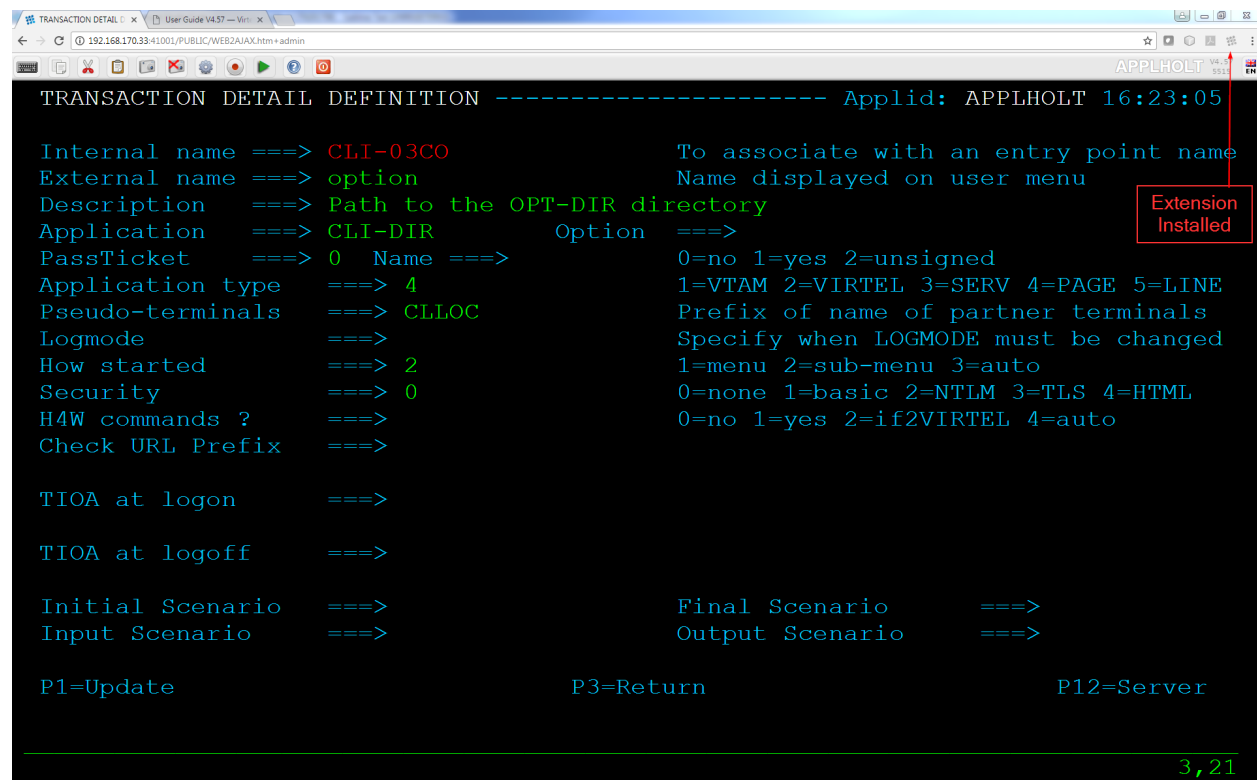 TRANSACTION DETAIL D
User Guide V4.57 — Virt
192.168.170.33:41001/PUBLIC/WEB2AJAX.htm+admin
APPLHOLT
EN
TRANSACTION DETAIL DEFINITION ---------------------- Applid: APPLHOLT 16:23:05
Internal name ===> CLI-03CO To associate with an entry point name
External name ===> option Name displayed on user menu
Description ===> Path to the OPT-DIR directory
Application ===> CLI-DIR Option ===>
PassTicket ===> 0 Name ===> 0=no 1=yes 2=unsigned
Application type ===> 4 1=VTAM 2=VIRTEL 3=SERV 4=PAGE 5=LINE
Pseudo-terminals ===> CLLOC Prefix of name of partner terminals
Logmode ===> Specify when LOGMODE must be changed
How started ===> 2 1=menu 2=sub-menu 3=auto
Security ===> 0 0=none 1=basic 2=NTLM 3=TLS 4=HTML
H4W commands ? ===> 0=no 1=yes 2=if2VIRTEL 4=auto
Check URL Prefix ===>
TIOA at logon ===>
TIOA at logoff ===>
Initial Scenario ===> Final Scenario ===>
Input Scenario ===> Output Scenario ===>
P1=Update P3=Return P12=Server
3,21
Extension
Installed